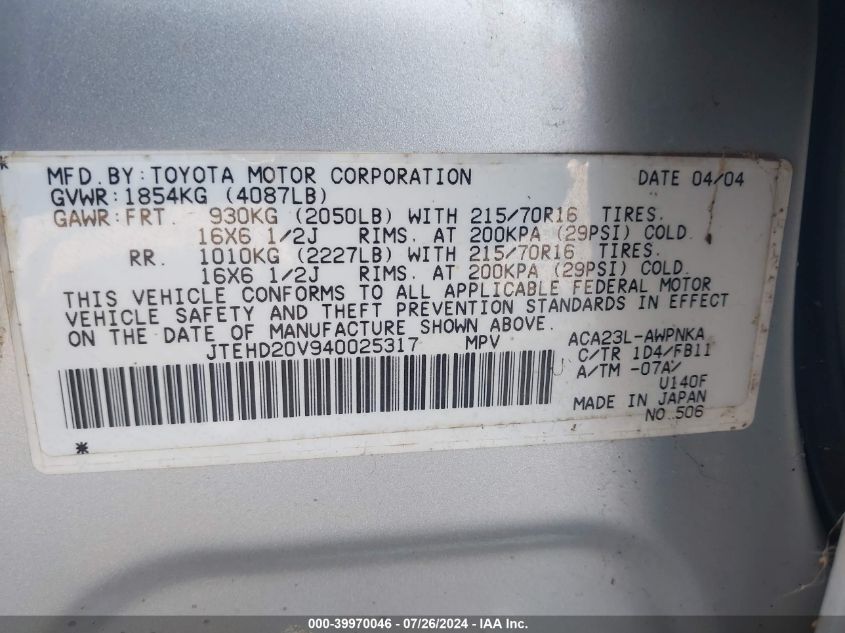 MFD. BY: TOYOTA MOTOR CORPORATION DATE 04/04
GVWR: 1854KG (4087LB)
GAWR: FRT. 930KG (2050LB) WITH 215/70R16 TIRES.
16X6 1/2J RIMS. AT 200KPA (29PSI) COLD.
RR. 1010KG (2227LB) WITH 215/70R16 TIRES.
16X6 1/2J RIMS. AT 200KPA (29PSI) COLD.
THIS VEHICLE CONFORMS TO ALL APPLICABLE FEDERAL MOTOR
VEHICLE SAFETY AND THEFT PREVENTION STANDARDS IN EFFECT
ON THE DATE OF MANUFACTURE SHOWN ABOVE.
JTEHD20V940025317 MPV ACA23L-AWPNKA
C/TR 1D4/FB11
A/TM -07A/
U140F
MADE IN JAPAN
NO.506
*
000-39970046 - 07/26/2024 - IAA Inc.